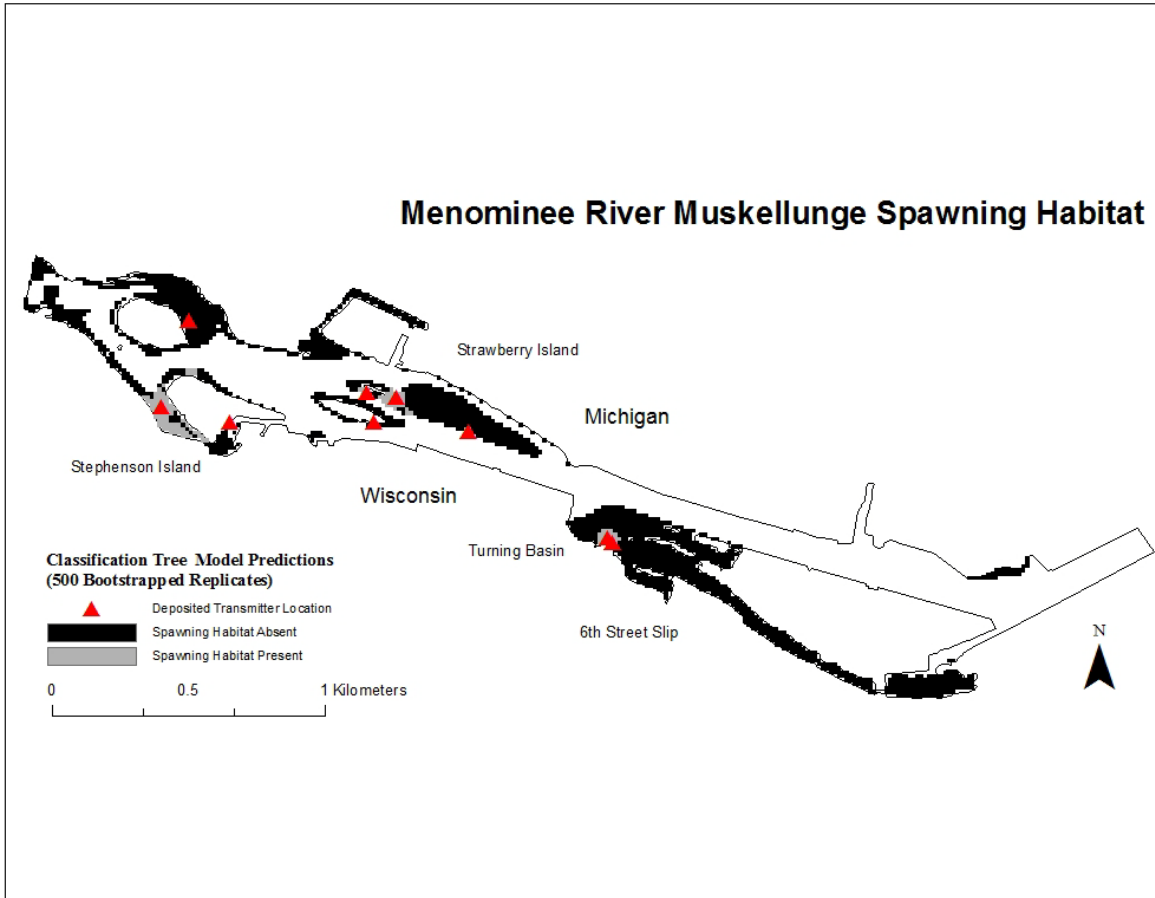 Menominee River Muskellunge Spawning Habitat
Strawberry Island
Michigan
Stephenson Island
Wisconsin
Turning Basin
6th Street Slip
Classification Tree Model Predictions
(500 Bootstrapped Replicates)
Deposited Transmitter Location
Spawning Habitat Absent
Spawning Habitat Present
0 0.5 1 Kilometers
N